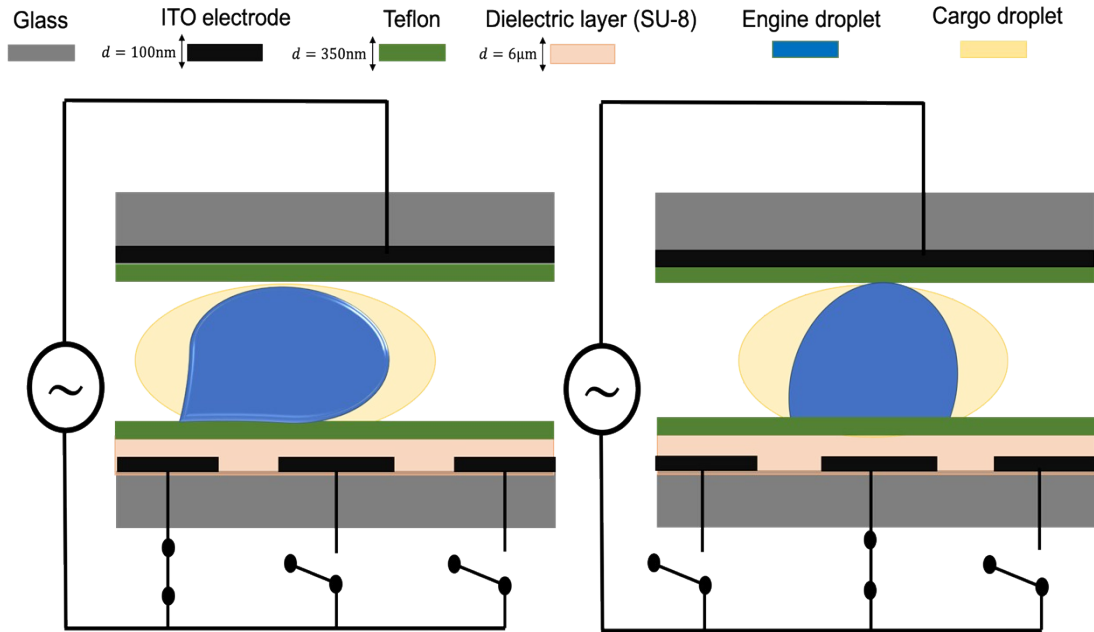 Glass
ITO electrode
Teflon
Dielectric layer (SU-8)
Engine droplet
Cargo droplet
d = 100nm
d = 350nm
d = 6μm